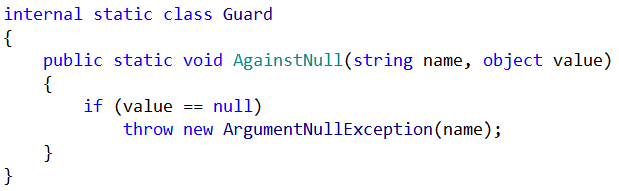 internal static class Guard
{
    public static void AgainstNull(string name, object value)
    {
        if (value == null)
            throw new ArgumentNullException(name);
    }
}